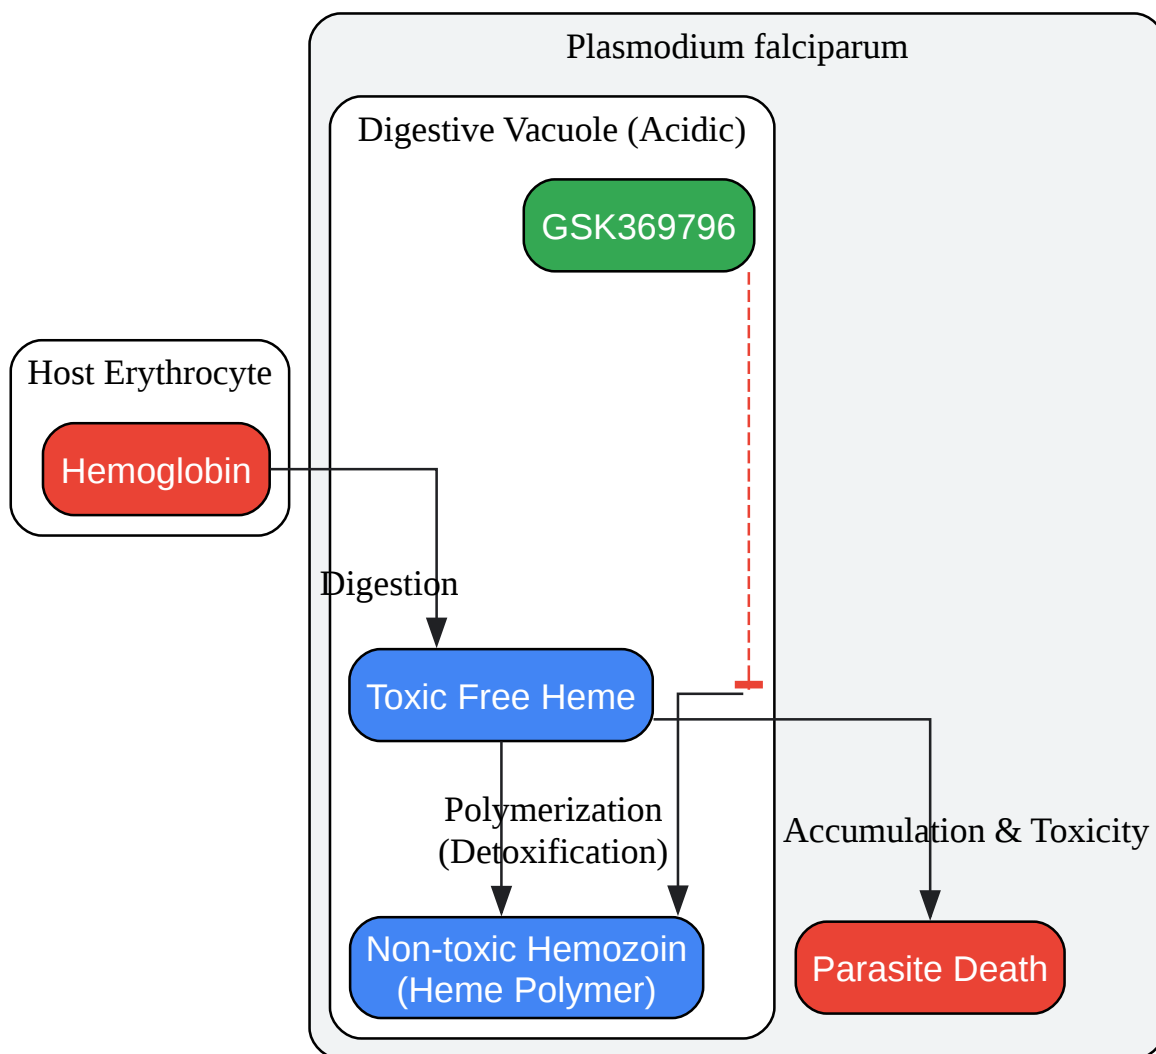 Plasmodium falciparum
Digestive Vacuole (Acidic)
GSK369796
Host Erythrocyte
Hemoglobin
Digestion
Toxic Free Heme
Polymerization
(Detoxification)
Accumulation & Toxicity
Non-toxic Hemozoin
(Heme Polymer)
Parasite Death